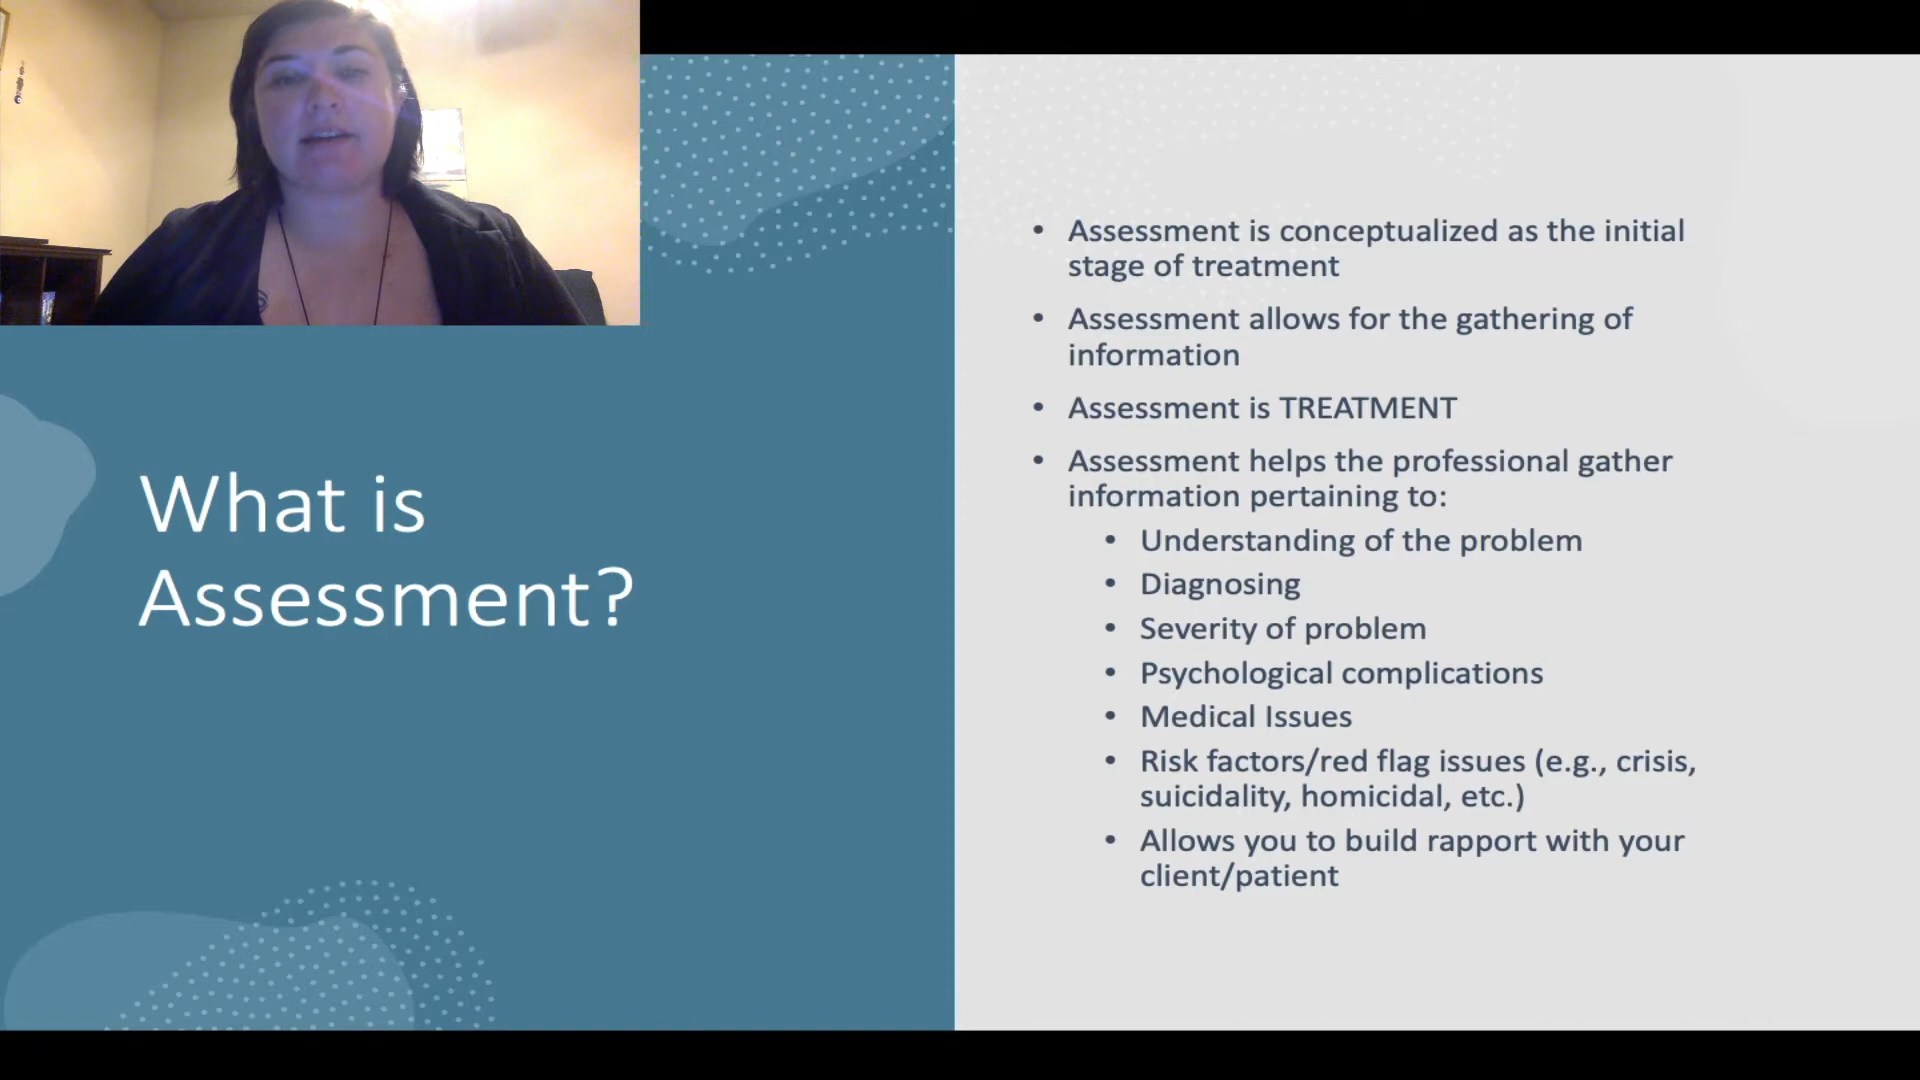 What is
Assessment?
• Assessment is conceptualized as the initial
stage of treatment
• Assessment allows for the gathering of
information
• Assessment is TREATMENT
• Assessment helps the professional gather
information pertaining to:
• Understanding of the problem
• Diagnosing
• Severity of problem
• Psychological complications
• Medical Issues
• Risk factors/red flag issues (e.g., crisis,
suicidality, homicidal, etc.)
• Allows you to build rapport with your
client/patient